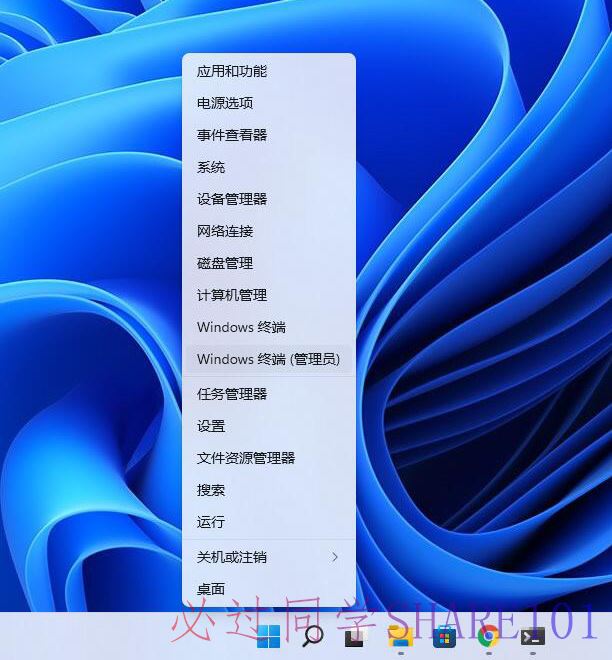 应用和功能
电源选项
事件查看器
系统
设备管理器
网络连接
磁盘管理
计算机管理
Windows 终端
Windows 终端 (管理员)
任务管理器
设置
文件资源管理器
搜索
运行
关机或注销
桌面
必过同学SHARE101